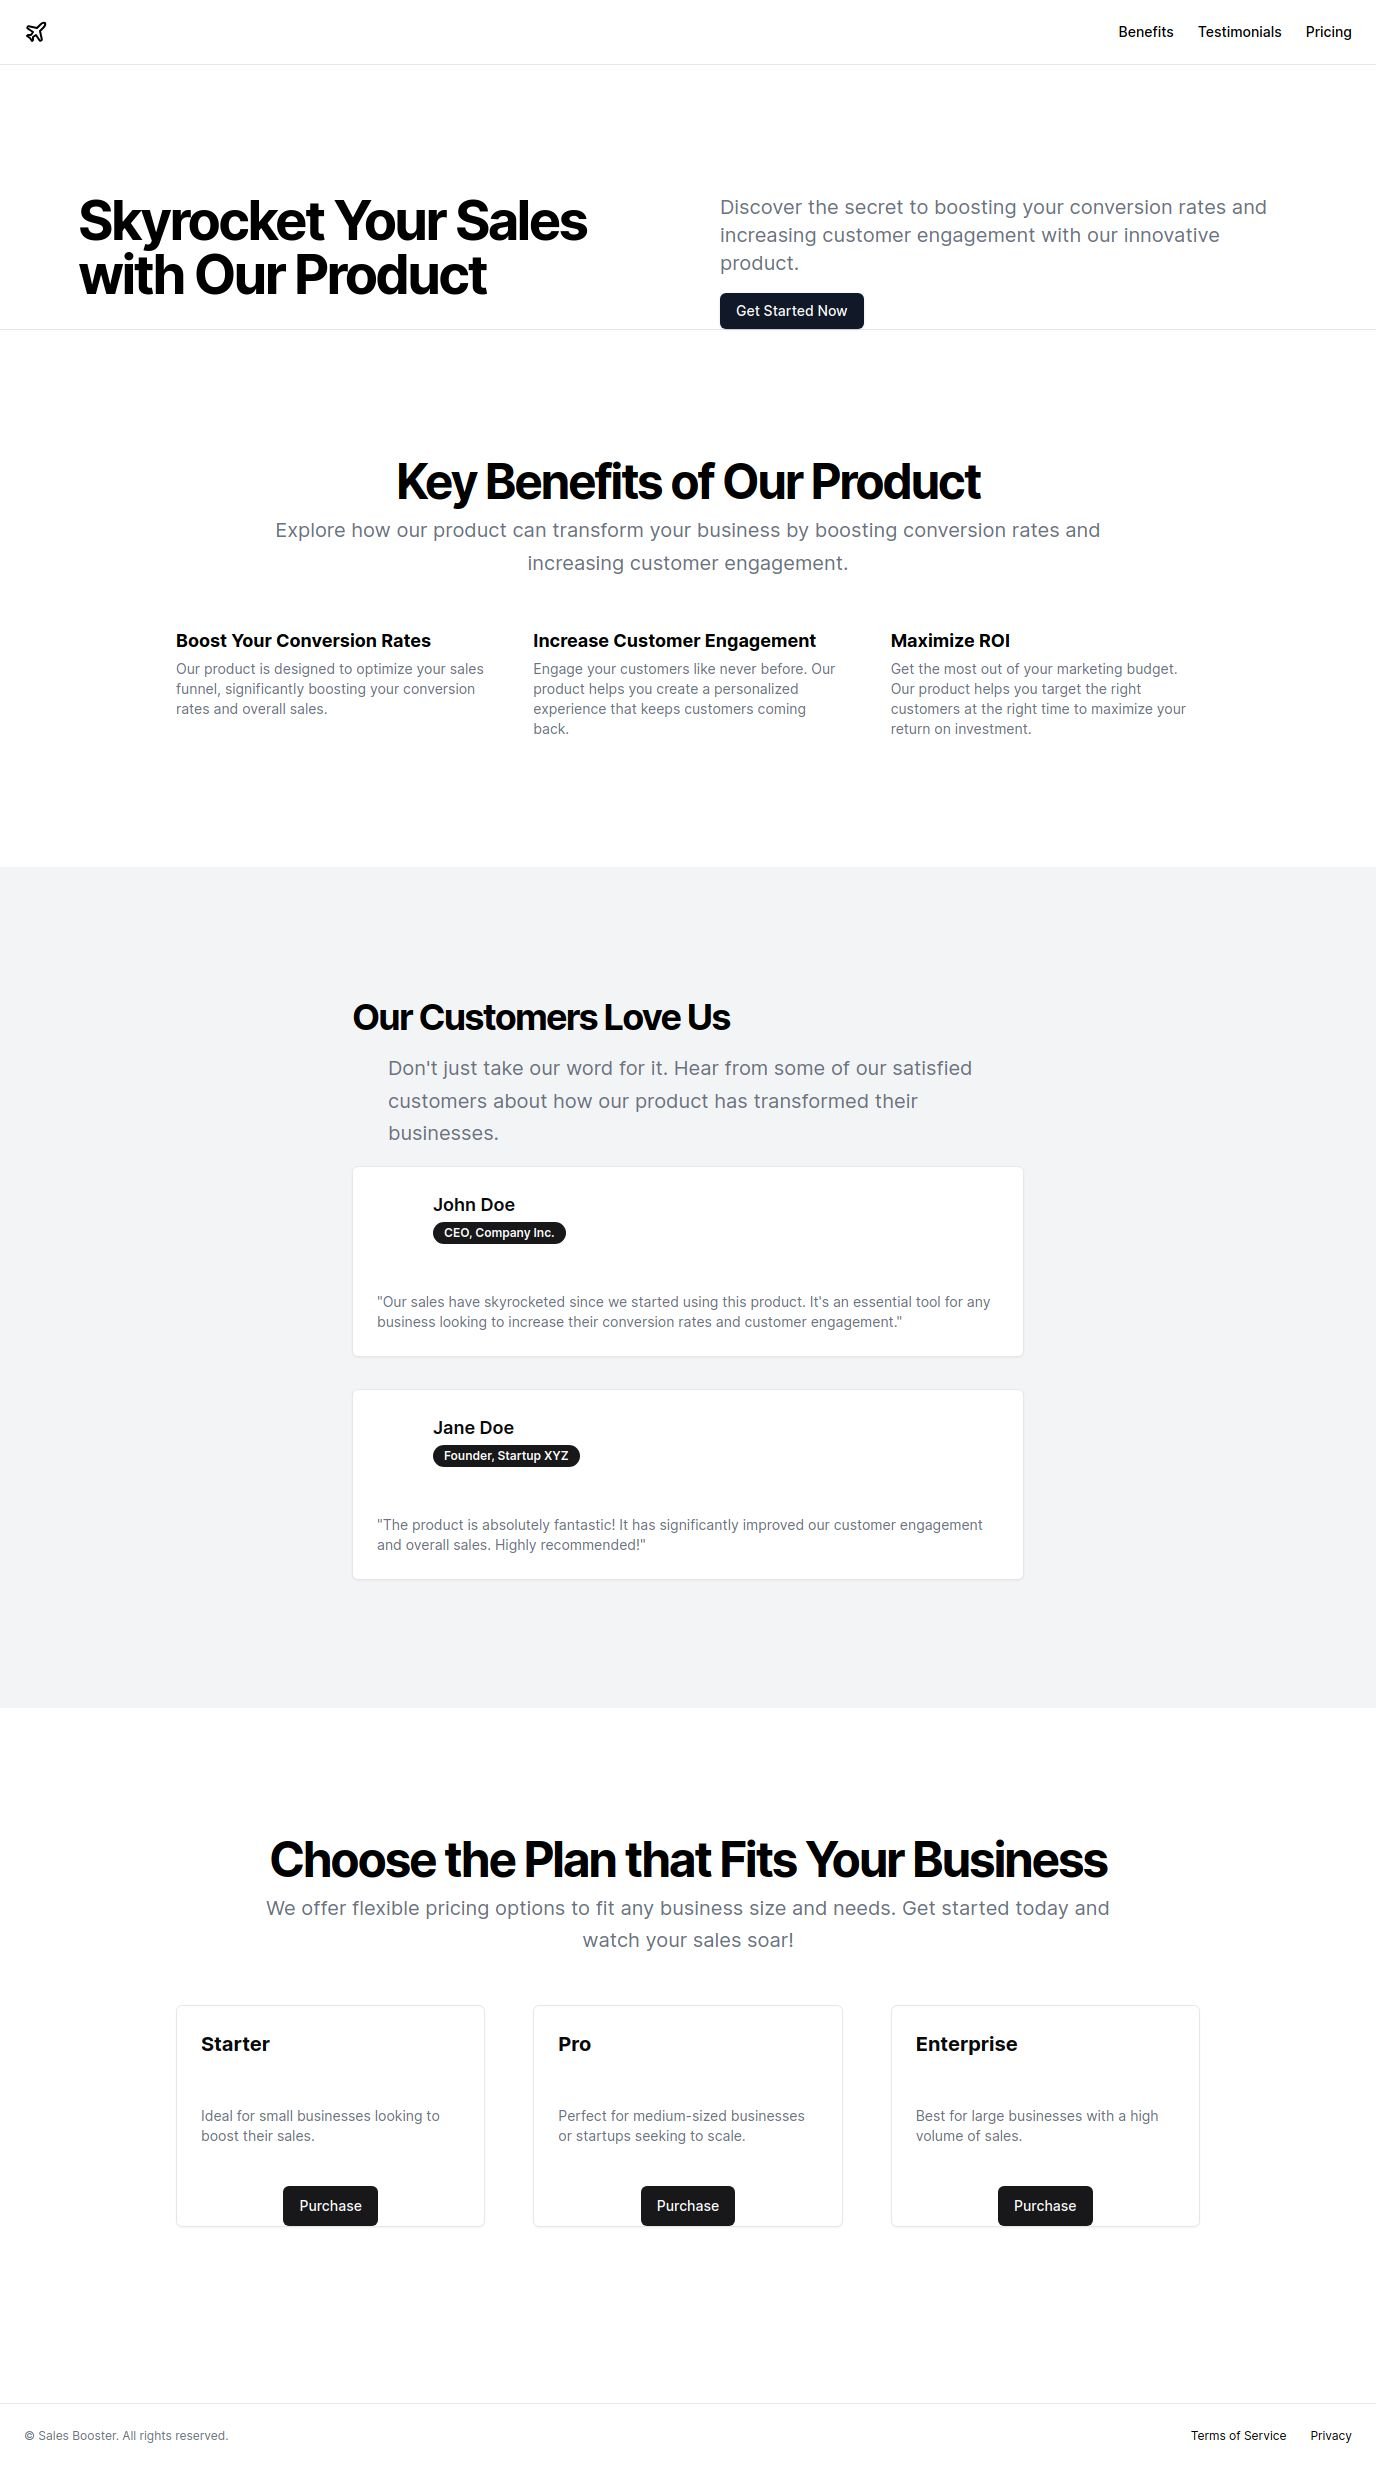 Benefits Testimonials Pricing
Skyrocket Your Sales
with Our Product
Discover the secret to boosting your conversion rates and
increasing customer engagement with our innovative
product.
Get Started Now
Key Benefits of Our Product
Explore how our product can transform your business by boosting conversion rates and
increasing customer engagement.
Boost Your Conversion Rates
Our product is designed to optimize your sales
funnel, significantly boosting your conversion
rates and overall sales.
Increase Customer Engagement
Engage your customers like never before. Our
product helps you create a personalized
experience that keeps customers coming
back.
Maximize ROI
Get the most out of your marketing budget.
Our product helps you target the right
customers at the right time to maximize your
return on investment.
Our Customers Love Us
Don't just take our word for it. Hear from some of our satisfied
customers about how our product has transformed their
businesses.
John Doe
CEO, Company Inc.
"Our sales have skyrocketed since we started using this product. It's an essential tool for any
business looking to increase their conversion rates and customer engagement."
Jane Doe
Founder, Startup XYZ
"The product is absolutely fantastic! It has significantly improved our customer engagement
and overall sales. Highly recommended!"
Choose the Plan that Fits Your Business
We offer flexible pricing options to fit any business size and needs. Get started today and
watch your sales soar!
Starter
Ideal for small businesses looking to
boost their sales.
Purchase
Pro
Perfect for medium-sized businesses
or startups seeking to scale.
Purchase
Enterprise
Best for large businesses with a high
volume of sales.
Purchase
© Sales Booster. All rights reserved.
Terms of Service Privacy